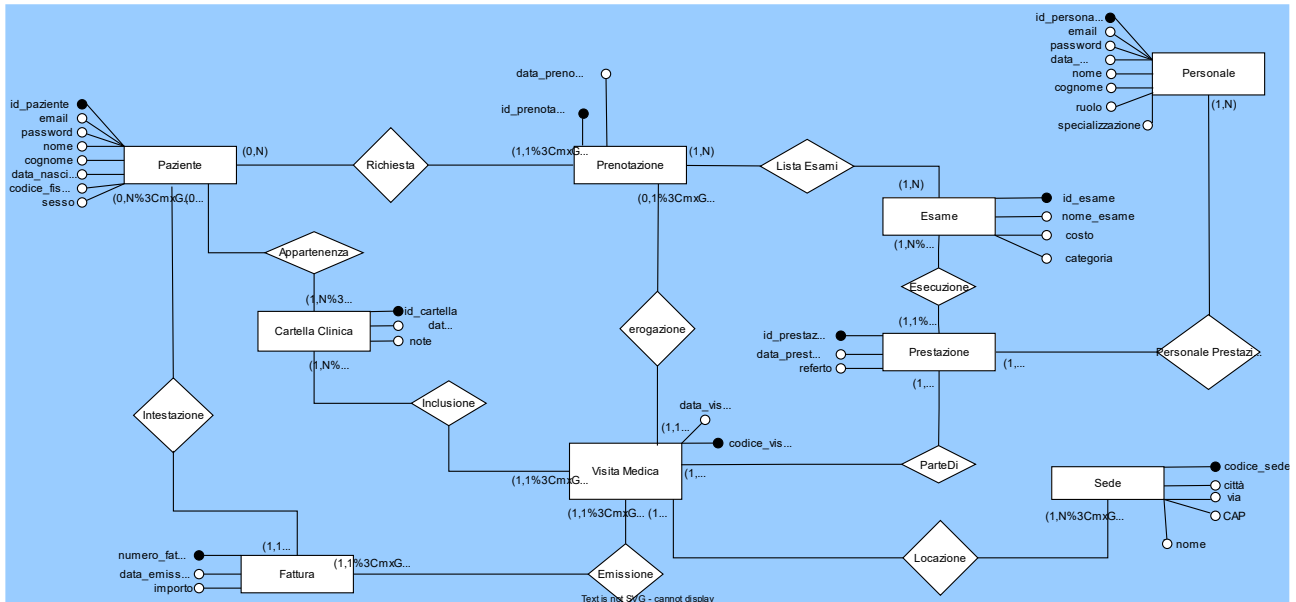 id_persona...
email
password
data_...
nome
cognome
ruolo
specializzazione
Personale
(1,N)
data_preno...
id_prenota...
id_paziente
email
password
nome
cognome
data_nasci...
codice_fis...
sesso
Paziente
(0,N)
Richiesta
(1,1%3CmxG...
Prenotazione
(1,N)
Lista Esami
(0,N%3CmxG...
(0...
(0,1%3CmxG...
(1,N)
Esame
id_esame
nome_esame
costo
categoria
(1,N%...
Appartenenza
Esecuzione
(1,N%3...
id_cartella
dat...
note
Cartella Clinica
(1,N%...
erogazione
(1,1%...
id_prestaz...
data_prest...
referto
Prestazione
(1,...
(1,...
Personale Prestazi...
Intestazione
Inclusione
data_vis...
(1,1...
codice_vis...
Visita Medica
(1,1%3CmxG...
(1,...
ParteDi
Sede
codice_sede
città
via
CAP
nome
(1,N%3CmxG...
(1,1%3CmxG...
(1...
(1,1...
numero_fat...
data_emiss...
importo
Fattura
(1,1%3CmxG...
Emissione
Locazione
Text is not SVG - cannot display